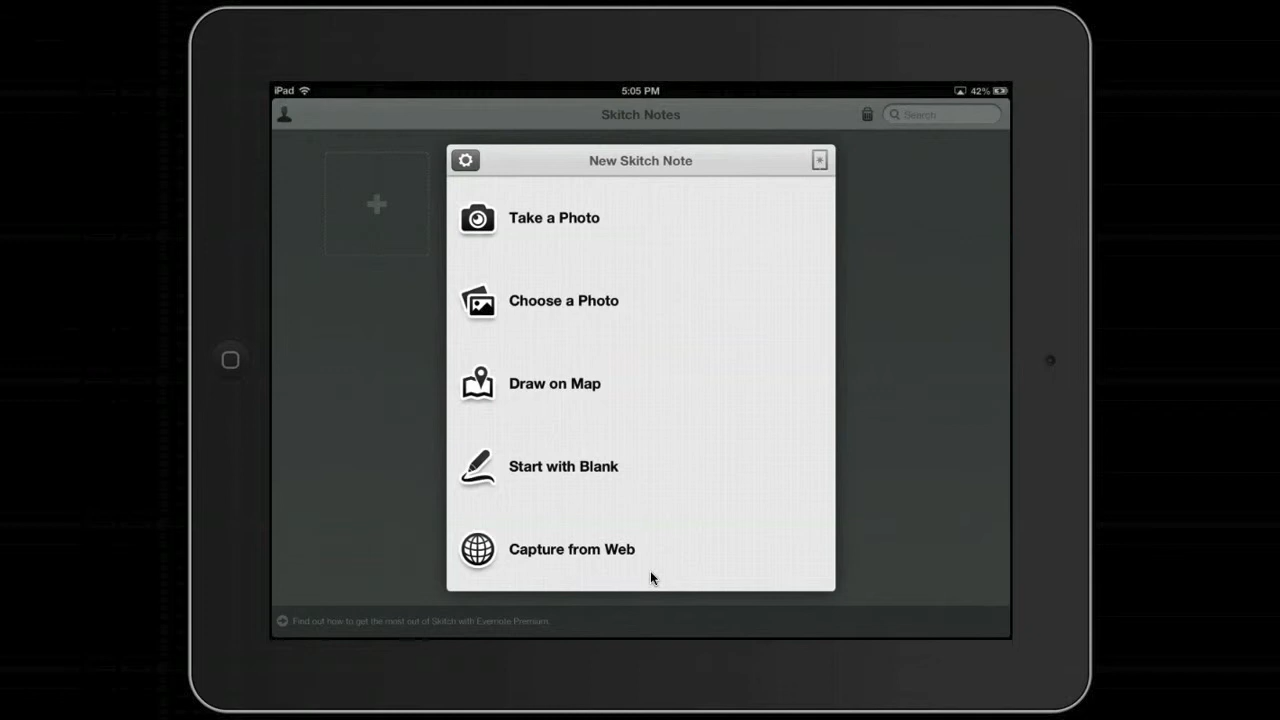 iPad
5:05 PM
42%
Skitch Notes
Search
New Skitch Note
Take a Photo
Choose a Photo
Draw on Map
Start with Blank
Capture from Web
Find out how to get the most out of Skitch with Evernote Premium.